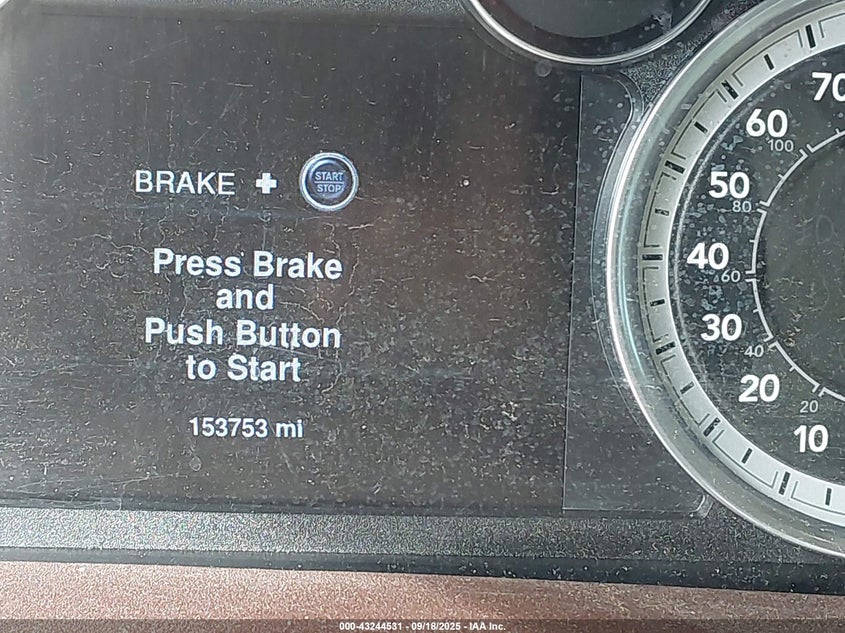 BRAKE + START STOP
Press Brake
and
Push Button
to Start
153753 mi
70
60
100
50
80
40
60
30
40
20
20
10
000-43244531 - 09/18/2025 - IAA Inc.